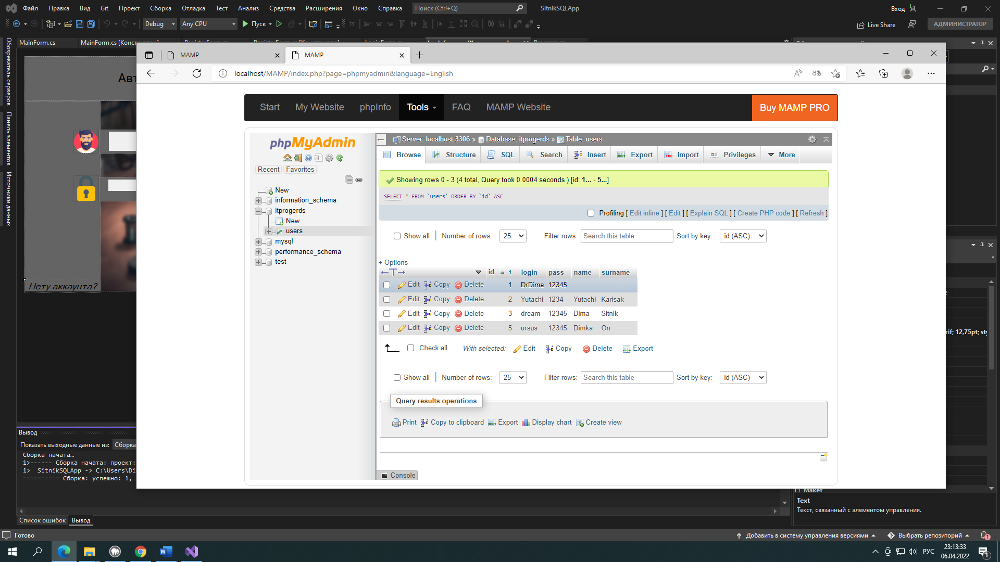 Файл Правка Вид Git Проект Сборка Отладка Тест Анализ Средства Расширения Окно Справка Поиск (Ctrl+Q) SitnikSQLApp Вход
Debug Any CPU Пуск Live Share АДМИНИСТРАТОР
MainForm.cs MainForm.cs [Конструктор]
Обозреватель серверов
Панель элементов
Источники данных
MAMP MAMP
localhost/MAMP/index.php?page=phpmyadmin&language=English
Start My Website phpInfo Tools FAQ MAMP Website Buy MAMP PRO
phpMyAdmin
Recent Favorites
New
information_schema
itprogerds
New
users
mysql
performance_schema
test
Server: localhost:3306 » Database: itprogerds » Table: users
Browse Structure SQL Search Insert Export Import Privileges More
Showing rows 0 - 3 (4 total, Query took 0.0004 seconds.) [id: 1... - 5...]
SELECT * FROM `users` ORDER BY `id` ASC
Profiling [ Edit inline ] [ Edit ] [ Explain SQL ] [ Create PHP code ] [ Refresh ]
Show all Number of rows: 25 Filter rows: Search this table Sort by key: id (ASC)
+ Options
id 1 login pass name surname
Edit Copy Delete 1 DrDima 12345
Edit Copy Delete 2 Yutachi 1234 Yutachi Karisak
Edit Copy Delete 3 dream 12345 Dima Sitnik
Edit Copy Delete 5 ursus 12345 Dimka On
Check all With selected: Edit Copy Delete Export
Show all Number of rows: 25 Filter rows: Search this table Sort by key: id (ASC)
Query results operations
Print Copy to clipboard Export Display chart Create view
Console
Авт
Нету аккаунта?
rif; 12,75pt; sty
Вывод
Показать выходные данные из: Сборка
Сборка начата…
1>------ Сборка начата: проект:
1> SitnikSQLApp -> C:\Users\Di
========== Сборка: успешно: 1,
Список ошибок Вывод
Макет
Text
Текст, связанный с элементом управления.
Готово Добавить в систему управления версиями Выбрать репозиторий 1
РУС 23:13:33
06.04.2022 1